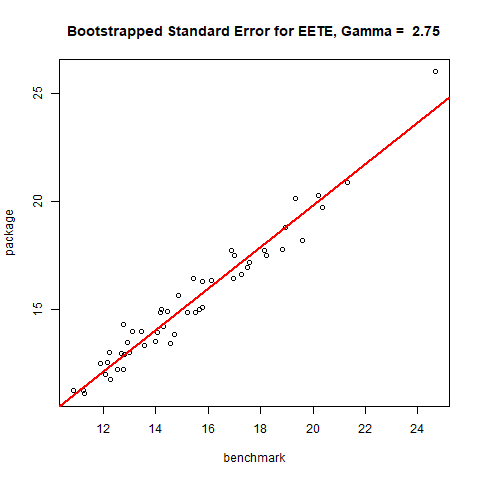 Bootstrapped Standard Error for EETE, Gamma =  2.75
25
20
15
package
12 14 16 18 20 22 24
benchmark